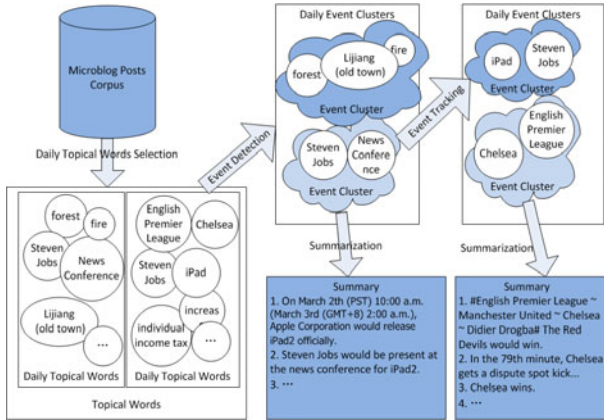 Microblog Posts
Corpus
Daily Topical Words Selection
forest
fire
Steven
Jobs
News
Conference
Lijiang
(old town)
...
Daily Topical Words
English
Premier
League
Chelsea
Steven
Jobs
iPad
increas
individual
income tax
...
Daily Topical Words
Topical Words
Event Detection
Daily Event Clusters
forest
Lijiang
(old town)
fire
Event Cluster
Steven
Jobs
News
Confere
nce
Event Cluster
Event Tracking
Daily Event Clusters
iPad
Steven
Jobs
Event Cluster
English
Premier
League
Chelsea
Event Cluster
Summarization
Summary
1. On March 2th (PST) 10:00 a.m.
(March 3rd (GMT+8) 2:00 a.m.),
Apple Corporation would release
iPad2 officially.
2. Steven Jobs would be present at
the news conference for iPad2.
3. ...
Summarization
Summary
1. #English Premier League ~
Manchester United ~ Chelsea
~ Didier Drogba# The Red
Devils would win.
2. In the 79th minute, Chelsea
gets a dispute spot kick...
3. Chelsea wins.
4. ...